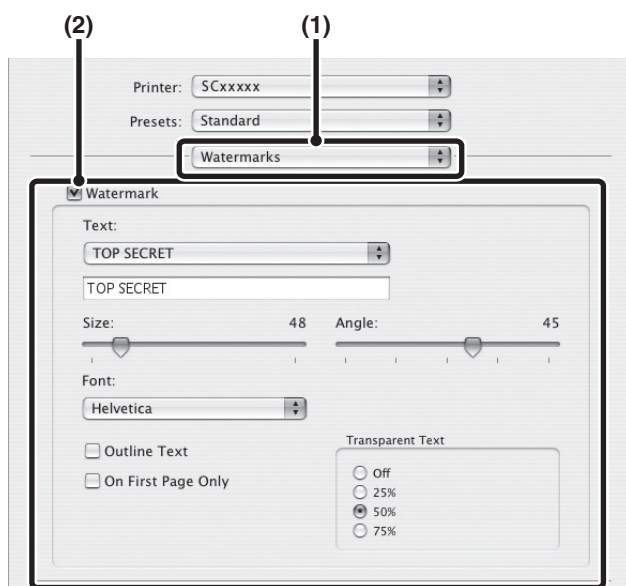 (2) (1)
Printer: SCxxxxx
Presets: Standard
Watermarks
Watermark
Text:
TOP SECRET
TOP SECRET
Size: 48 Angle: 45
Font:
Helvetica
Outline Text
On First Page Only
Transparent Text
Off
25%
50%
75%